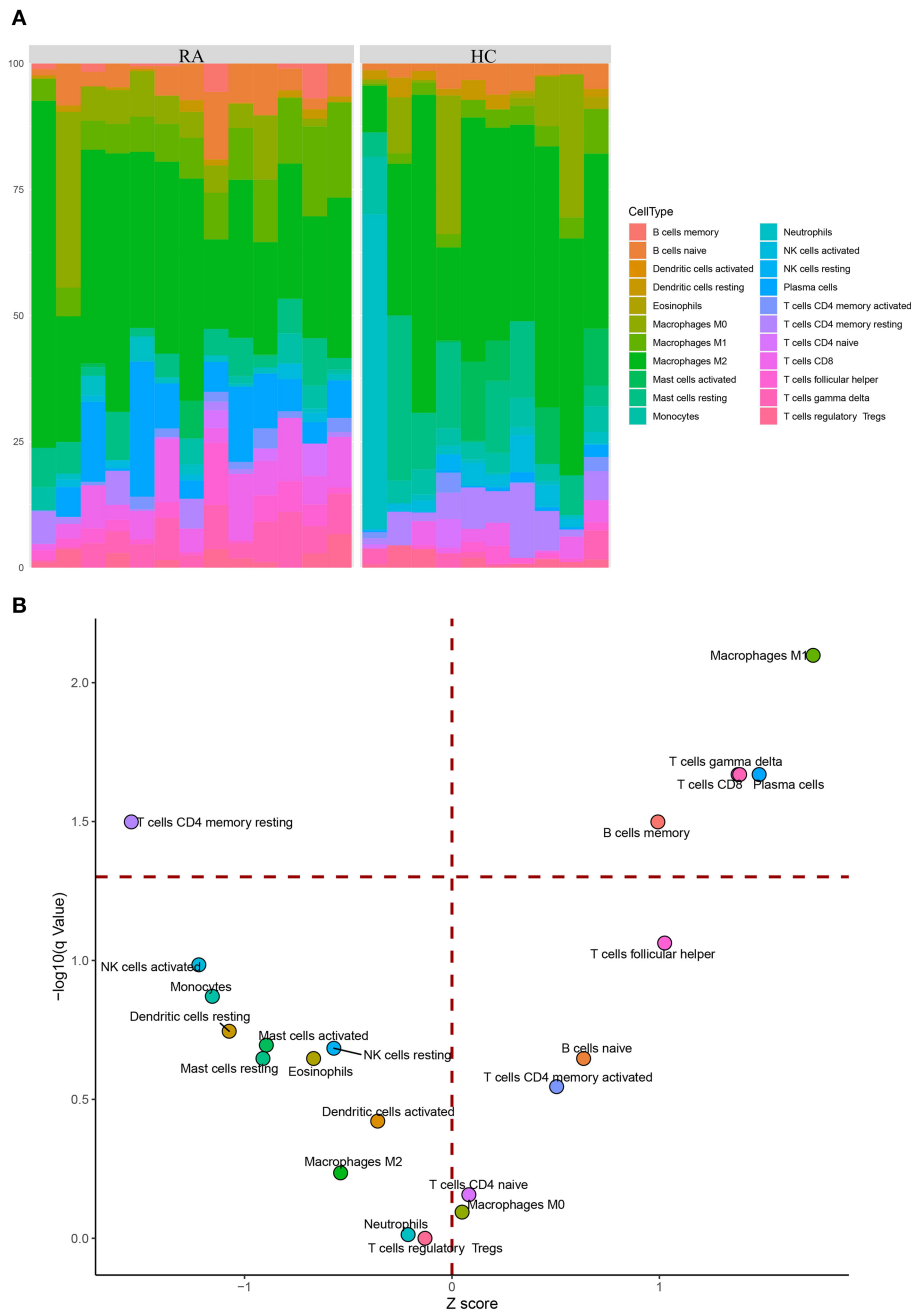 A
RA
HC
100
75
50
25
0
CellType
B cells memory
B cells naive
Dendritic cells activated
Dendritic cells resting
Eosinophils
Macrophages M0
Macrophages M1
Macrophages M2
Mast cells activated
Mast cells resting
Monocytes
Neutrophils
NK cells activated
NK cells resting
Plasma cells
T cells CD4 memory activated
T cells CD4 memory resting
T cells CD4 naive
T cells CD8
T cells follicular helper
T cells gamma delta
T cells regulatory Tregs
B
−log10(q Value)
2.0
1.5
1.0
0.5
0.0
Macrophages M1
T cells gamma delta
T cells CD8
Plasma cells
T cells CD4 memory resting
B cells memory
T cells follicular helper
NK cells activated
Monocytes
Dendritic cells resting
Mast cells activated
NK cells resting
Mast cells resting
Eosinophils
B cells naive
T cells CD4 memory activated
Dendritic cells activated
Macrophages M2
T cells CD4 naive
Macrophages M0
Neutrophils
T cells regulatory Tregs
−1
0
1
Z score